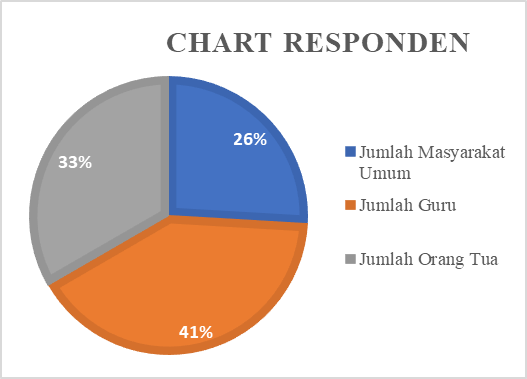 CHART RESPONDEN
26%
33%
41%
Jumlah Masyarakat
Umum
Jumlah Guru
Jumlah Orang Tua